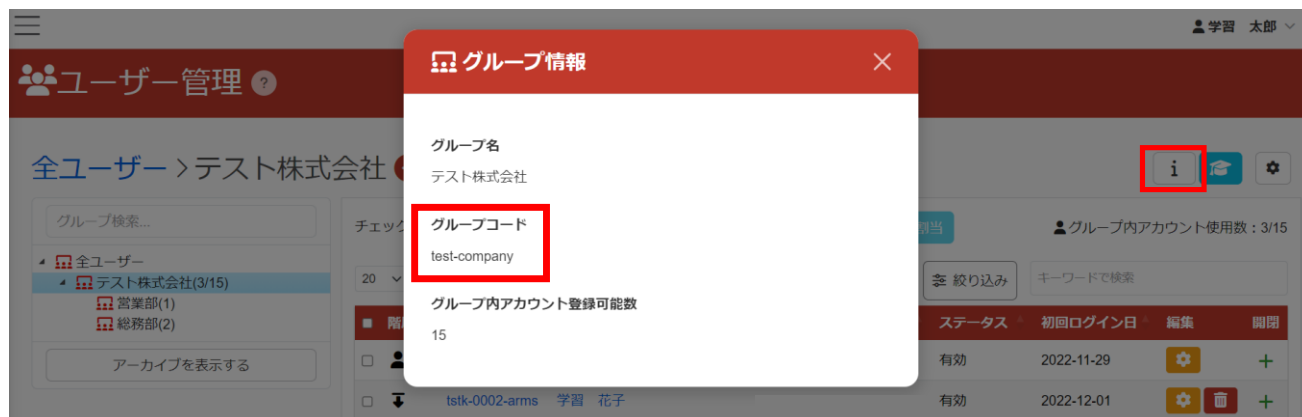 学習 太郎
グループ情報
ユーザー管理 ?
グループ名
テスト株式会社
全ユーザー > テスト株式会社
i
グループ検索...
チェック
割当
グループ内アカウント使用数：3/15
グループコード
test-company
全ユーザー
テスト株式会社(3/15)
営業部(1)
総務部(2)
20
絞り込み
キーワードで検索
グループ内アカウント登録可能数
15
ステータス
初回ログイン日
編集
開閉
アーカイブを表示する
有効
2022-11-29
tstk-0002-arms 学習 花子
有効
2022-12-01